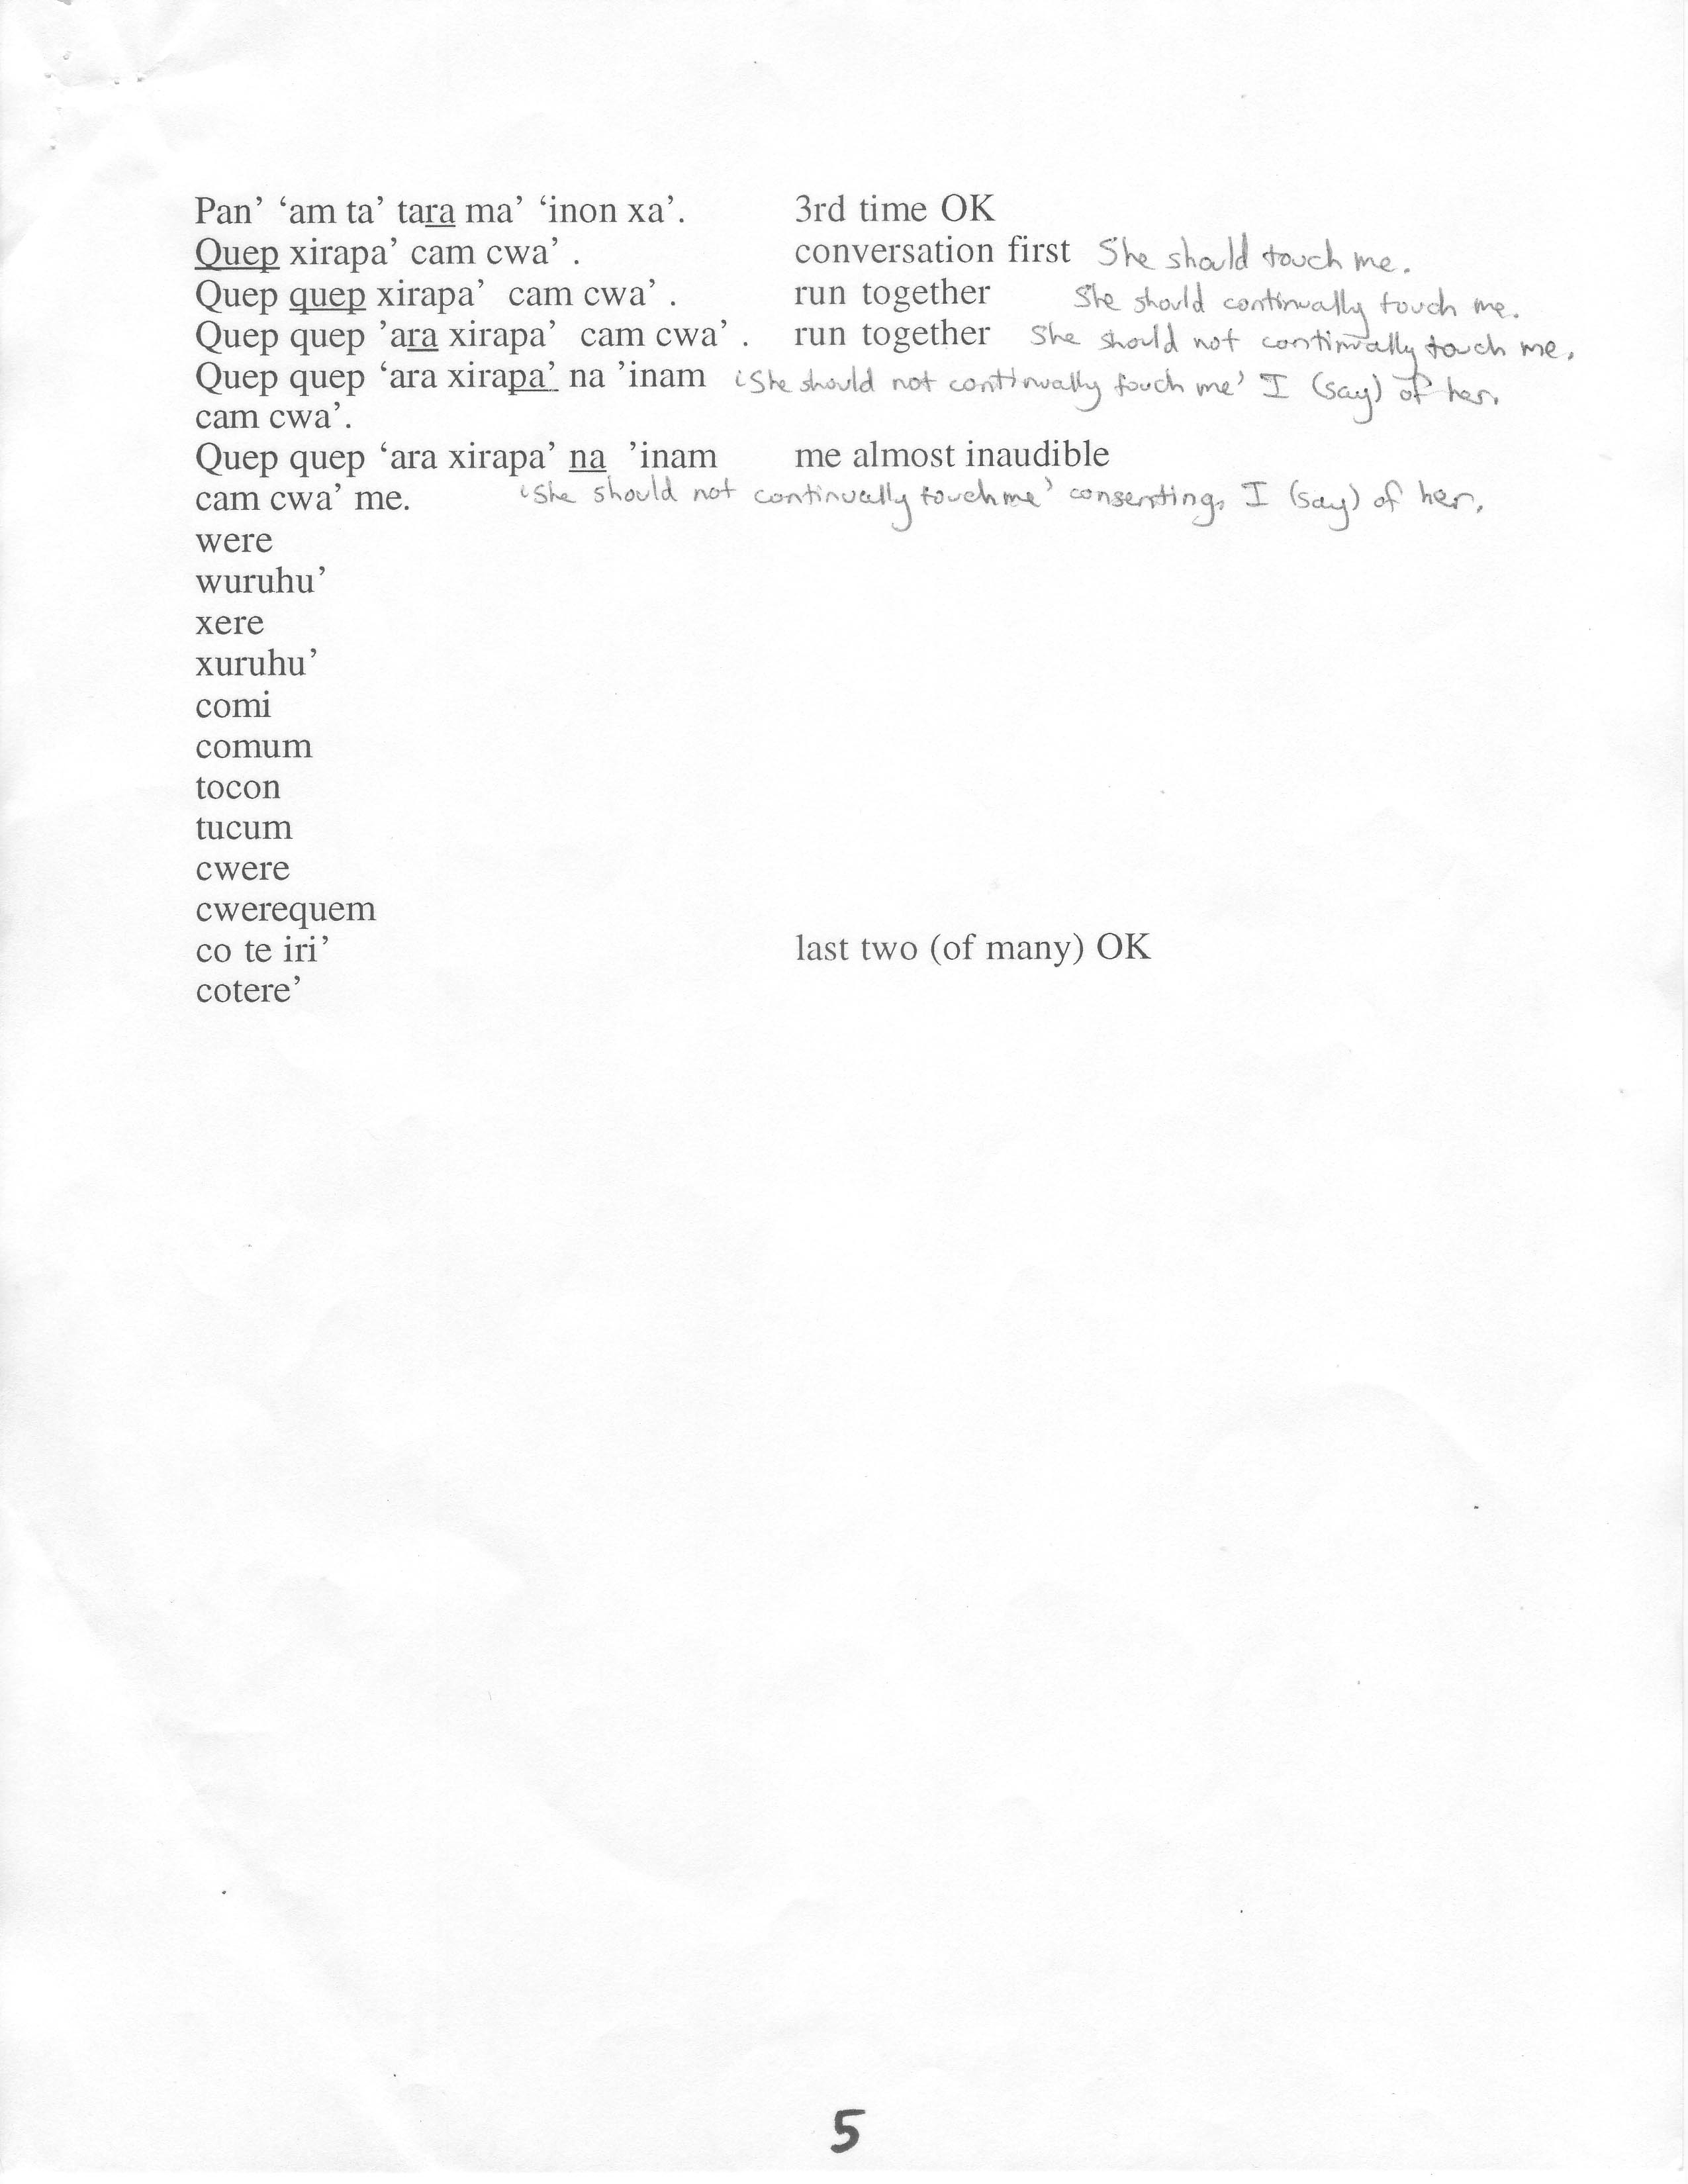 Pan’ ‘am ta’ tara ma’ ‘inon xa’. 3rd time OK
Quep xirapa’ cam cwa’ . conversation first She should touch me.
Quep quep xirapa’ cam cwa’ . run together She should continually touch me.
Quep quep ’ara xirapa’ cam cwa’ . run together She should not continually touch me.
Quep quep ‘ara xirapa’ na ’inam ‘She should not continually touch me’ I (say) of her.
cam cwa’.
Quep quep ‘ara xirapa’ na ’inam me almost inaudible
cam cwa’ me. ‘She should not continually touch me’ consenting, I (say) of her.
were
wuruhu’
xere
xuruhu’
comi
comum
tocon
tucum
cwere
cwerequem
co te iri’ last two (of many) OK
cotere’
5